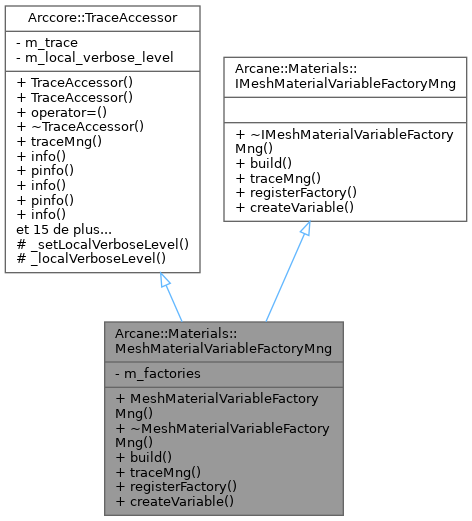 Arccore::TraceAccessor
- m_trace
- m_local_verbose_level
+ TraceAccessor()
+ TraceAccessor()
+ operator=()
+ ~TraceAccessor()
+ traceMng()
+ info()
+ pinfo()
+ info()
+ pinfo()
+ info()
et 15 de plus...
# _setLocalVerboseLevel()
# _localVerboseLevel()
Arcane::Materials::
IMeshMaterialVariableFactoryMng
+ ~IMeshMaterialVariableFactory
Mng()
+ build()
+ traceMng()
+ registerFactory()
+ createVariable()
Arcane::Materials::
MeshMaterialVariableFactoryMng
- m_factories
+ MeshMaterialVariableFactory
Mng()
+ ~MeshMaterialVariableFactory
Mng()
+ build()
+ traceMng()
+ registerFactory()
+ createVariable()